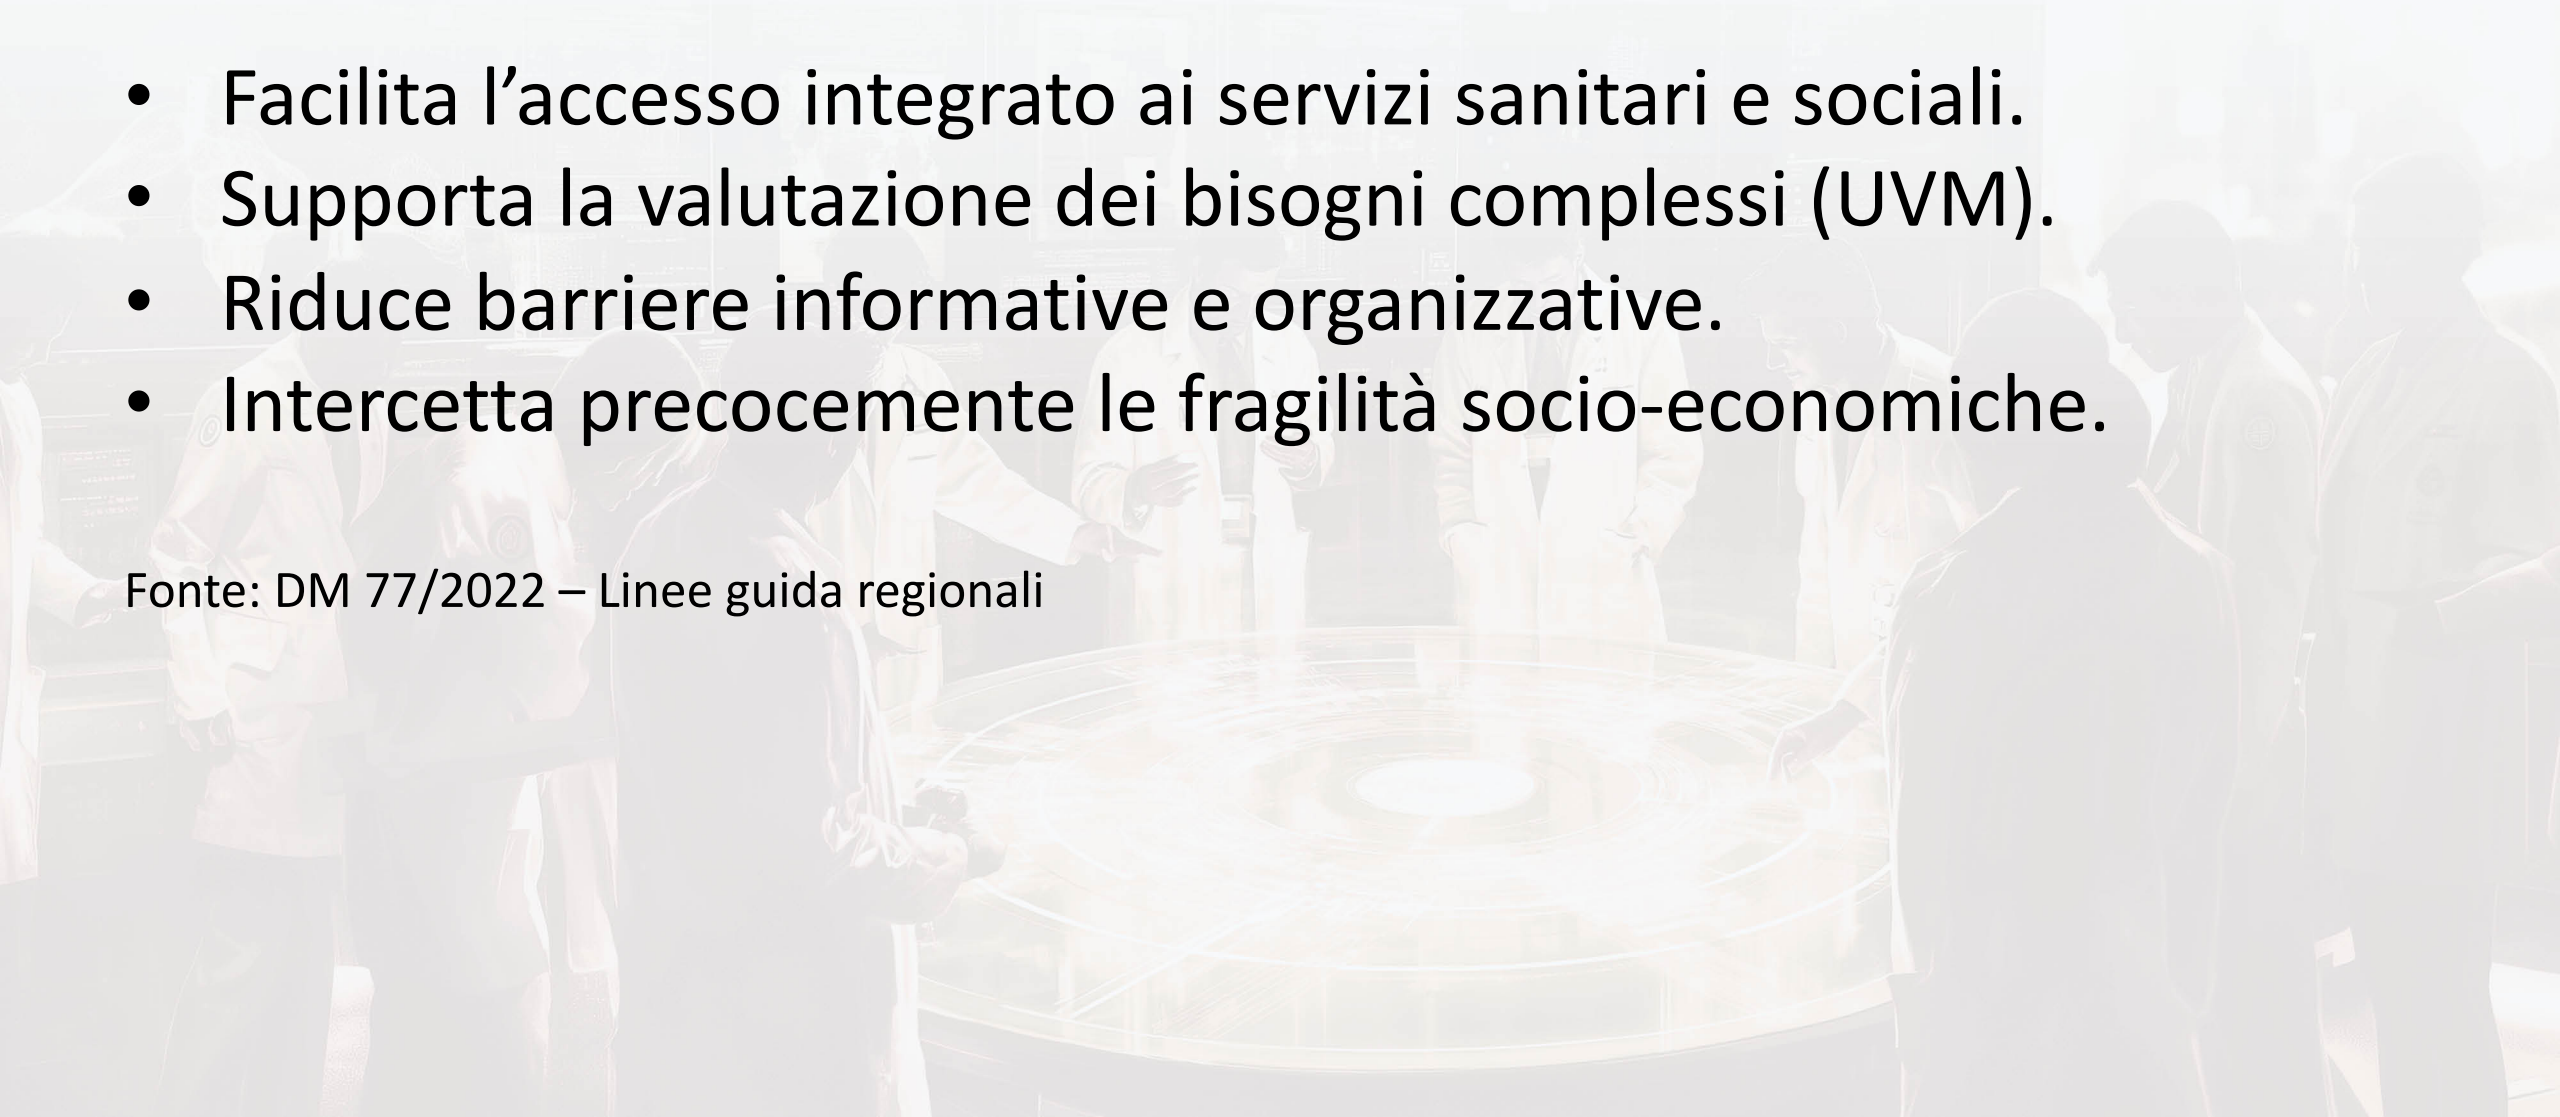 • Facilita l’accesso integrato ai servizi sanitari e sociali.
• Supporta la valutazione dei bisogni complessi (UVM).
• Riduce barriere informative e organizzative.
• Intercetta precocemente le fragilità socio-economiche.
Fonte: DM 77/2022 – Linee guida regionali